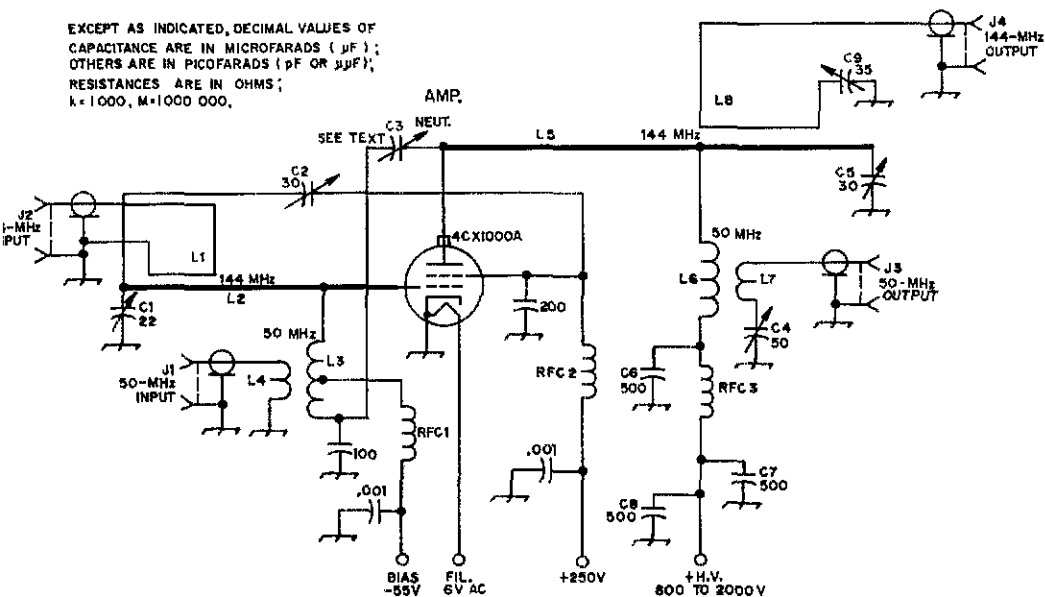 EXCEPT AS INDICATED, DECIMAL VALUES OF
CAPACITANCE ARE IN MICROFARADS ( µF ) ;
OTHERS ARE IN PICOFARADS ( pF OR µµF);
RESISTANCES ARE IN OHMS ;
k=1000, M=1000 000.
AMP.
NEUT.
C3
SEE TEXT
L5
144 MHz
J4
144-MHz
OUTPUT
C9
35
L8
C2
30
C5
30
J2
-MHz
PUT
L1
4CX1000A
144 MHz
L2
C1
22
50 MHz
L6
L7
J3
50-MHz
OUTPUT
200
C4
50
50 MHz
L3
J1
50-MHz
INPUT
L4
RFC2
C6
500
RFC3
RFC1
100
.001
.001
C7
500
C8
500
BIAS
-55V
FIL.
6V AC
+250V
+H.V.
800 TO 2000V